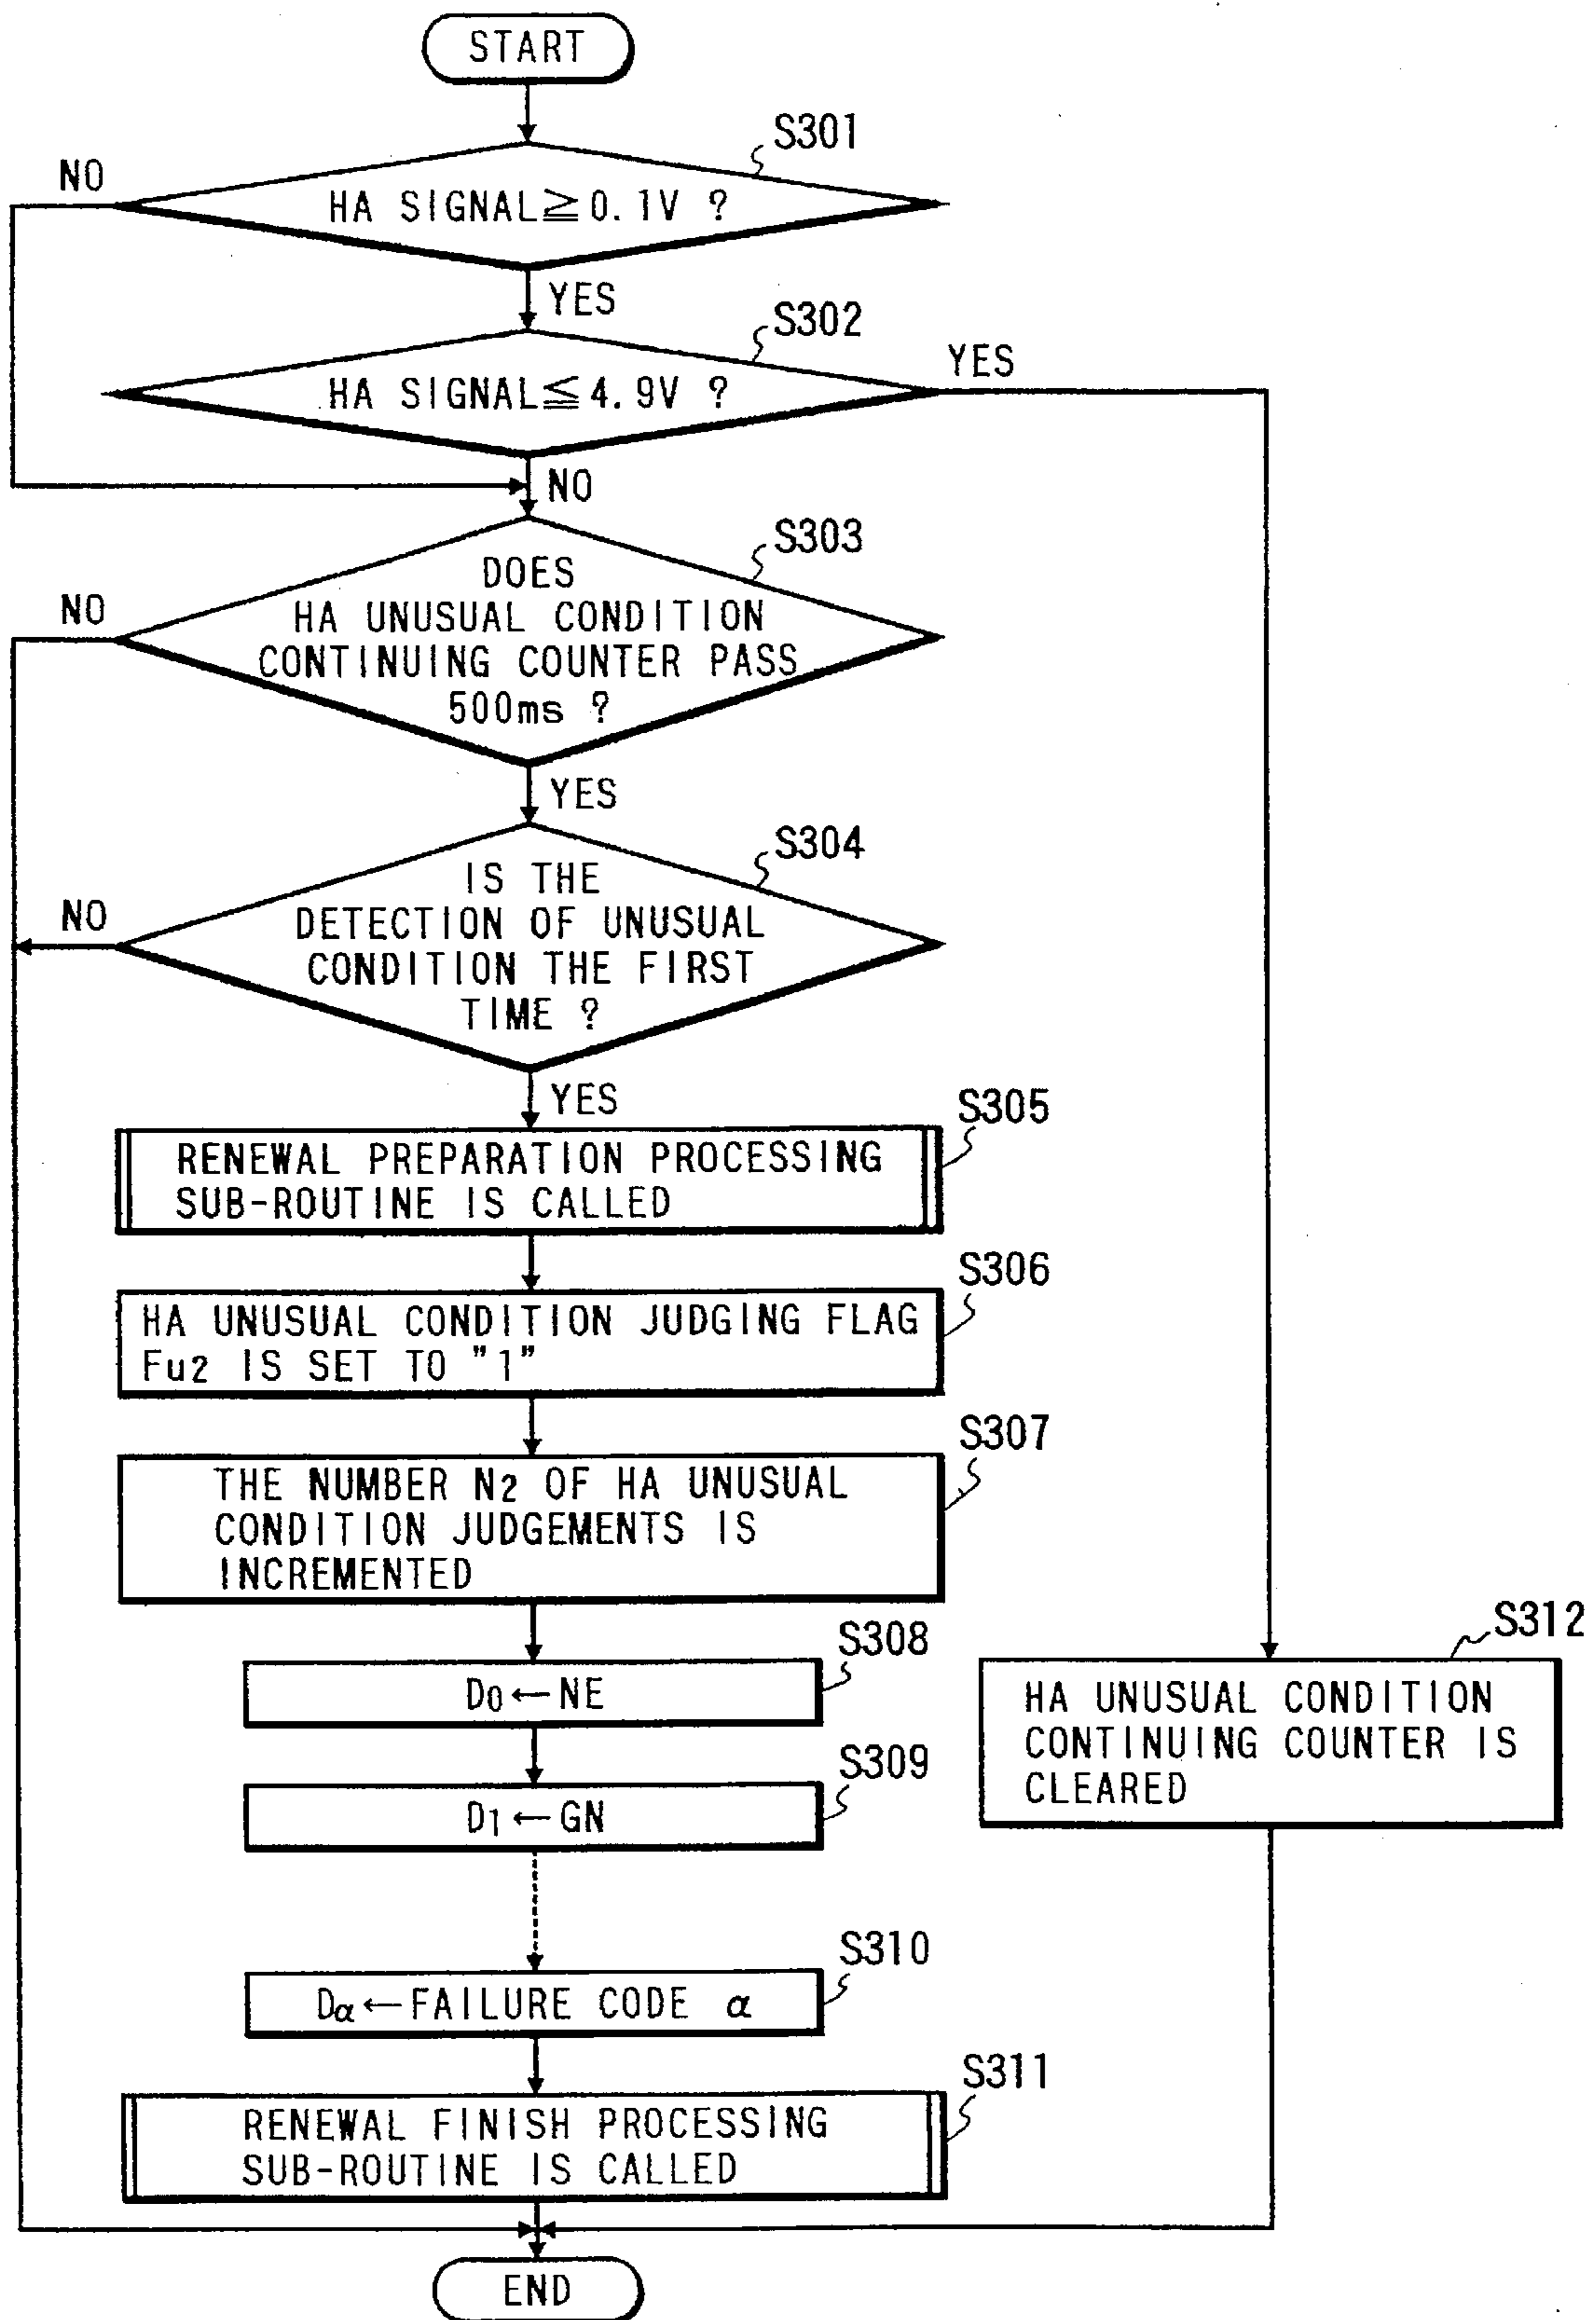 START
S301
NO
HA SIGNAL≧0.1V ?
YES
S302
YES
HA SIGNAL≦4.9V ?
NO
S303
DOES
NO
HA UNUSUAL CONDITION
CONTINUING COUNTER PASS
500ms ?
YES
S304
IS THE
NO
DETECTION OF UNUSUAL
CONDITION THE FIRST
TIME ?
YES
S305
RENEWAL PREPARATION PROCESSING
SUB-ROUTINE IS CALLED
S306
HA UNUSUAL CONDITION JUDGING FLAG
Fu2 IS SET TO "1"
S307
THE NUMBER N2 OF HA UNUSUAL
CONDITION JUDGEMENTS IS
INCREMENTED
S308
D0←NE
S309
D1←GN
S310
Dα←FAILURE CODE α
S311
RENEWAL FINISH PROCESSING
SUB-ROUTINE IS CALLED
S312
HA UNUSUAL CONDITION
CONTINUING COUNTER IS
CLEARED
END